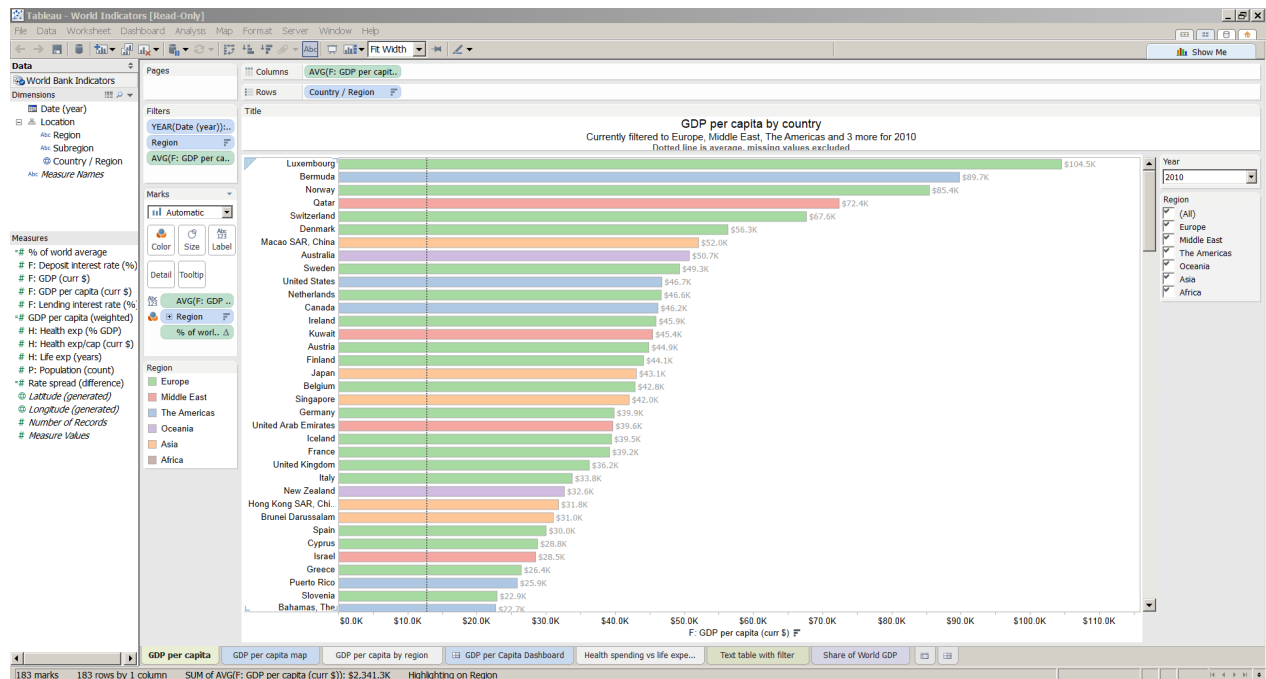 Tableau - World Indicators [Read-Only]
File Data Worksheet Dashboard Analysis Map Format Server Window Help
Abc
Fit Width
Show Me
Data
World Bank Indicators
Dimensions
Date (year)
Location
Abc Region
Abc Subregion
Country / Region
Abc Measure Names
Measures
# % of world average
# F: Deposit interest rate (%)
# F: GDP (curr $)
# F: GDP per capita (curr $)
# F: Lending interest rate (%
# GDP per capita (weighted)
# H: Health exp (% GDP)
# H: Health exp/cap (curr $)
# H: Life exp (years)
# P: Population (count)
# Rate spread (difference)
Latitude (generated)
Longitude (generated)
# Number of Records
# Measure Values
Pages
Filters
YEAR(Date (year)):..
Region
AVG(F: GDP per ca..
Marks
Automatic
Color Size Abc 123 Label
Detail Tooltip
Abc 123 AVG(F: GDP ..
Region
% of worl.. Δ
Region
Europe
Middle East
The Americas
Oceania
Asia
Africa
Columns AVG(F: GDP per capit..
Rows Country / Region
Title
GDP per capita by country
Currently filtered to Europe, Middle East, The Americas and 3 more for 2010
Dotted line is average, missing values excluded
Luxembourg $104.5K
Bermuda $89.7K
Norway $85.4K
Qatar $72.4K
Switzerland $67.6K
Denmark $56.3K
Macao SAR, China $52.0K
Australia $50.7K
Sweden $49.3K
United States $46.7K
Netherlands $46.6K
Canada $46.2K
Ireland $45.9K
Kuwait $45.4K
Austria $44.9K
Finland $44.1K
Japan $43.1K
Belgium $42.8K
Singapore $42.0K
Germany $39.9K
United Arab Emirates $39.6K
Iceland $39.5K
France $39.2K
United Kingdom $36.2K
Italy $33.8K
New Zealand $32.6K
Hong Kong SAR, Chi.. $31.8K
Brunei Darussalam $31.0K
Spain $30.0K
Cyprus $28.8K
Israel $28.5K
Greece $26.4K
Puerto Rico $25.9K
Slovenia $22.9K
Bahamas, The $22.7K
$0.0K $10.0K $20.0K $30.0K $40.0K $50.0K $60.0K $70.0K $80.0K $90.0K $100.0K $110.0K
F: GDP per capita (curr $)
Year
2010
Region
(All)
Europe
Middle East
The Americas
Oceania
Asia
Africa
GDP per capita GDP per capita map GDP per capita by region GDP per Capita Dashboard Health spending vs life expe... Text table with filter Share of World GDP
183 marks 183 rows by 1 column SUM of AVG(F: GDP per capita (curr $)): $2,341.3K Highlighting on Region